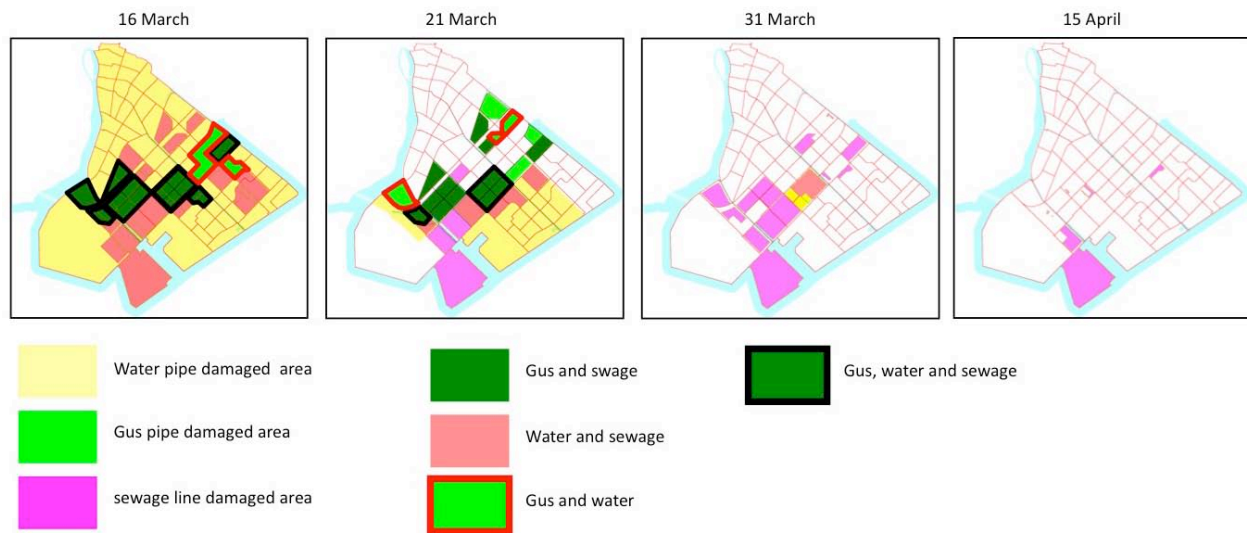 16 March
21 March
31 March
15 April
Water pipe damaged area
Gus and swage
Gus, water and sewage
Gus pipe damaged area
Water and sewage
sewage line damaged area
Gus and water